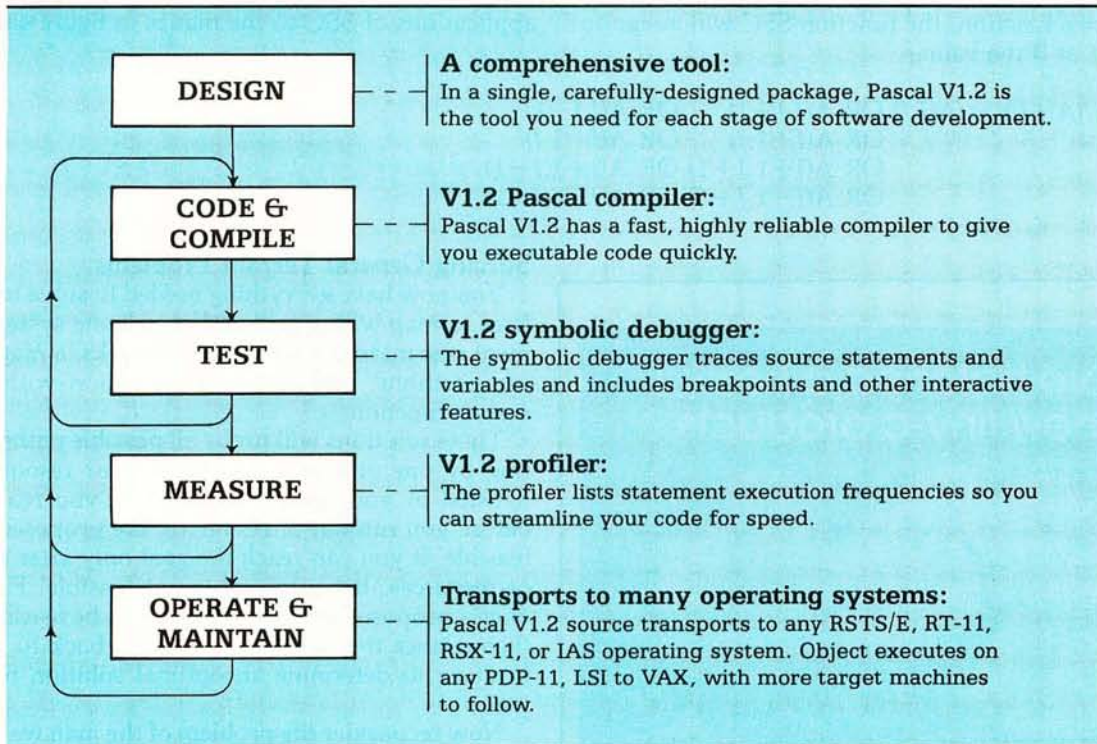 DESIGN
A comprehensive tool:
In a single, carefully-designed package, Pascal V1.2 is
the tool you need for each stage of software development.
CODE &
COMPILE
V1.2 Pascal compiler:
Pascal V1.2 has a fast, highly reliable compiler to give
you executable code quickly.
TEST
V1.2 symbolic debugger:
The symbolic debugger traces source statements and
variables and includes breakpoints and other interactive
features.
MEASURE
V1.2 profiler:
The profiler lists statement execution frequencies so you
can streamline your code for speed.
OPERATE &
MAINTAIN
Transports to many operating systems:
Pascal V1.2 source transports to any RSTS/E, RT-11,
RSX-11, or IAS operating system. Object executes on
any PDP-11, LSI to VAX, with more target machines
to follow.